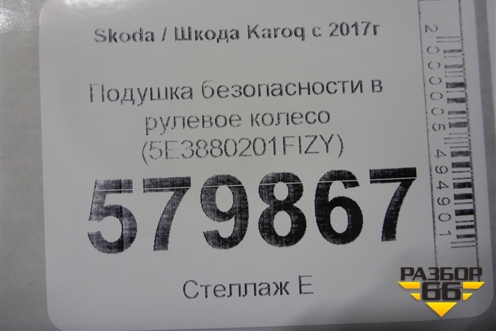 Skoda / Шкода Karoq с 2017г
Подушка безопасности в
рулевое колесо
(5E3880201FIZY)
579867
Стеллаж Е
2000005494901
РАЗБОР
66